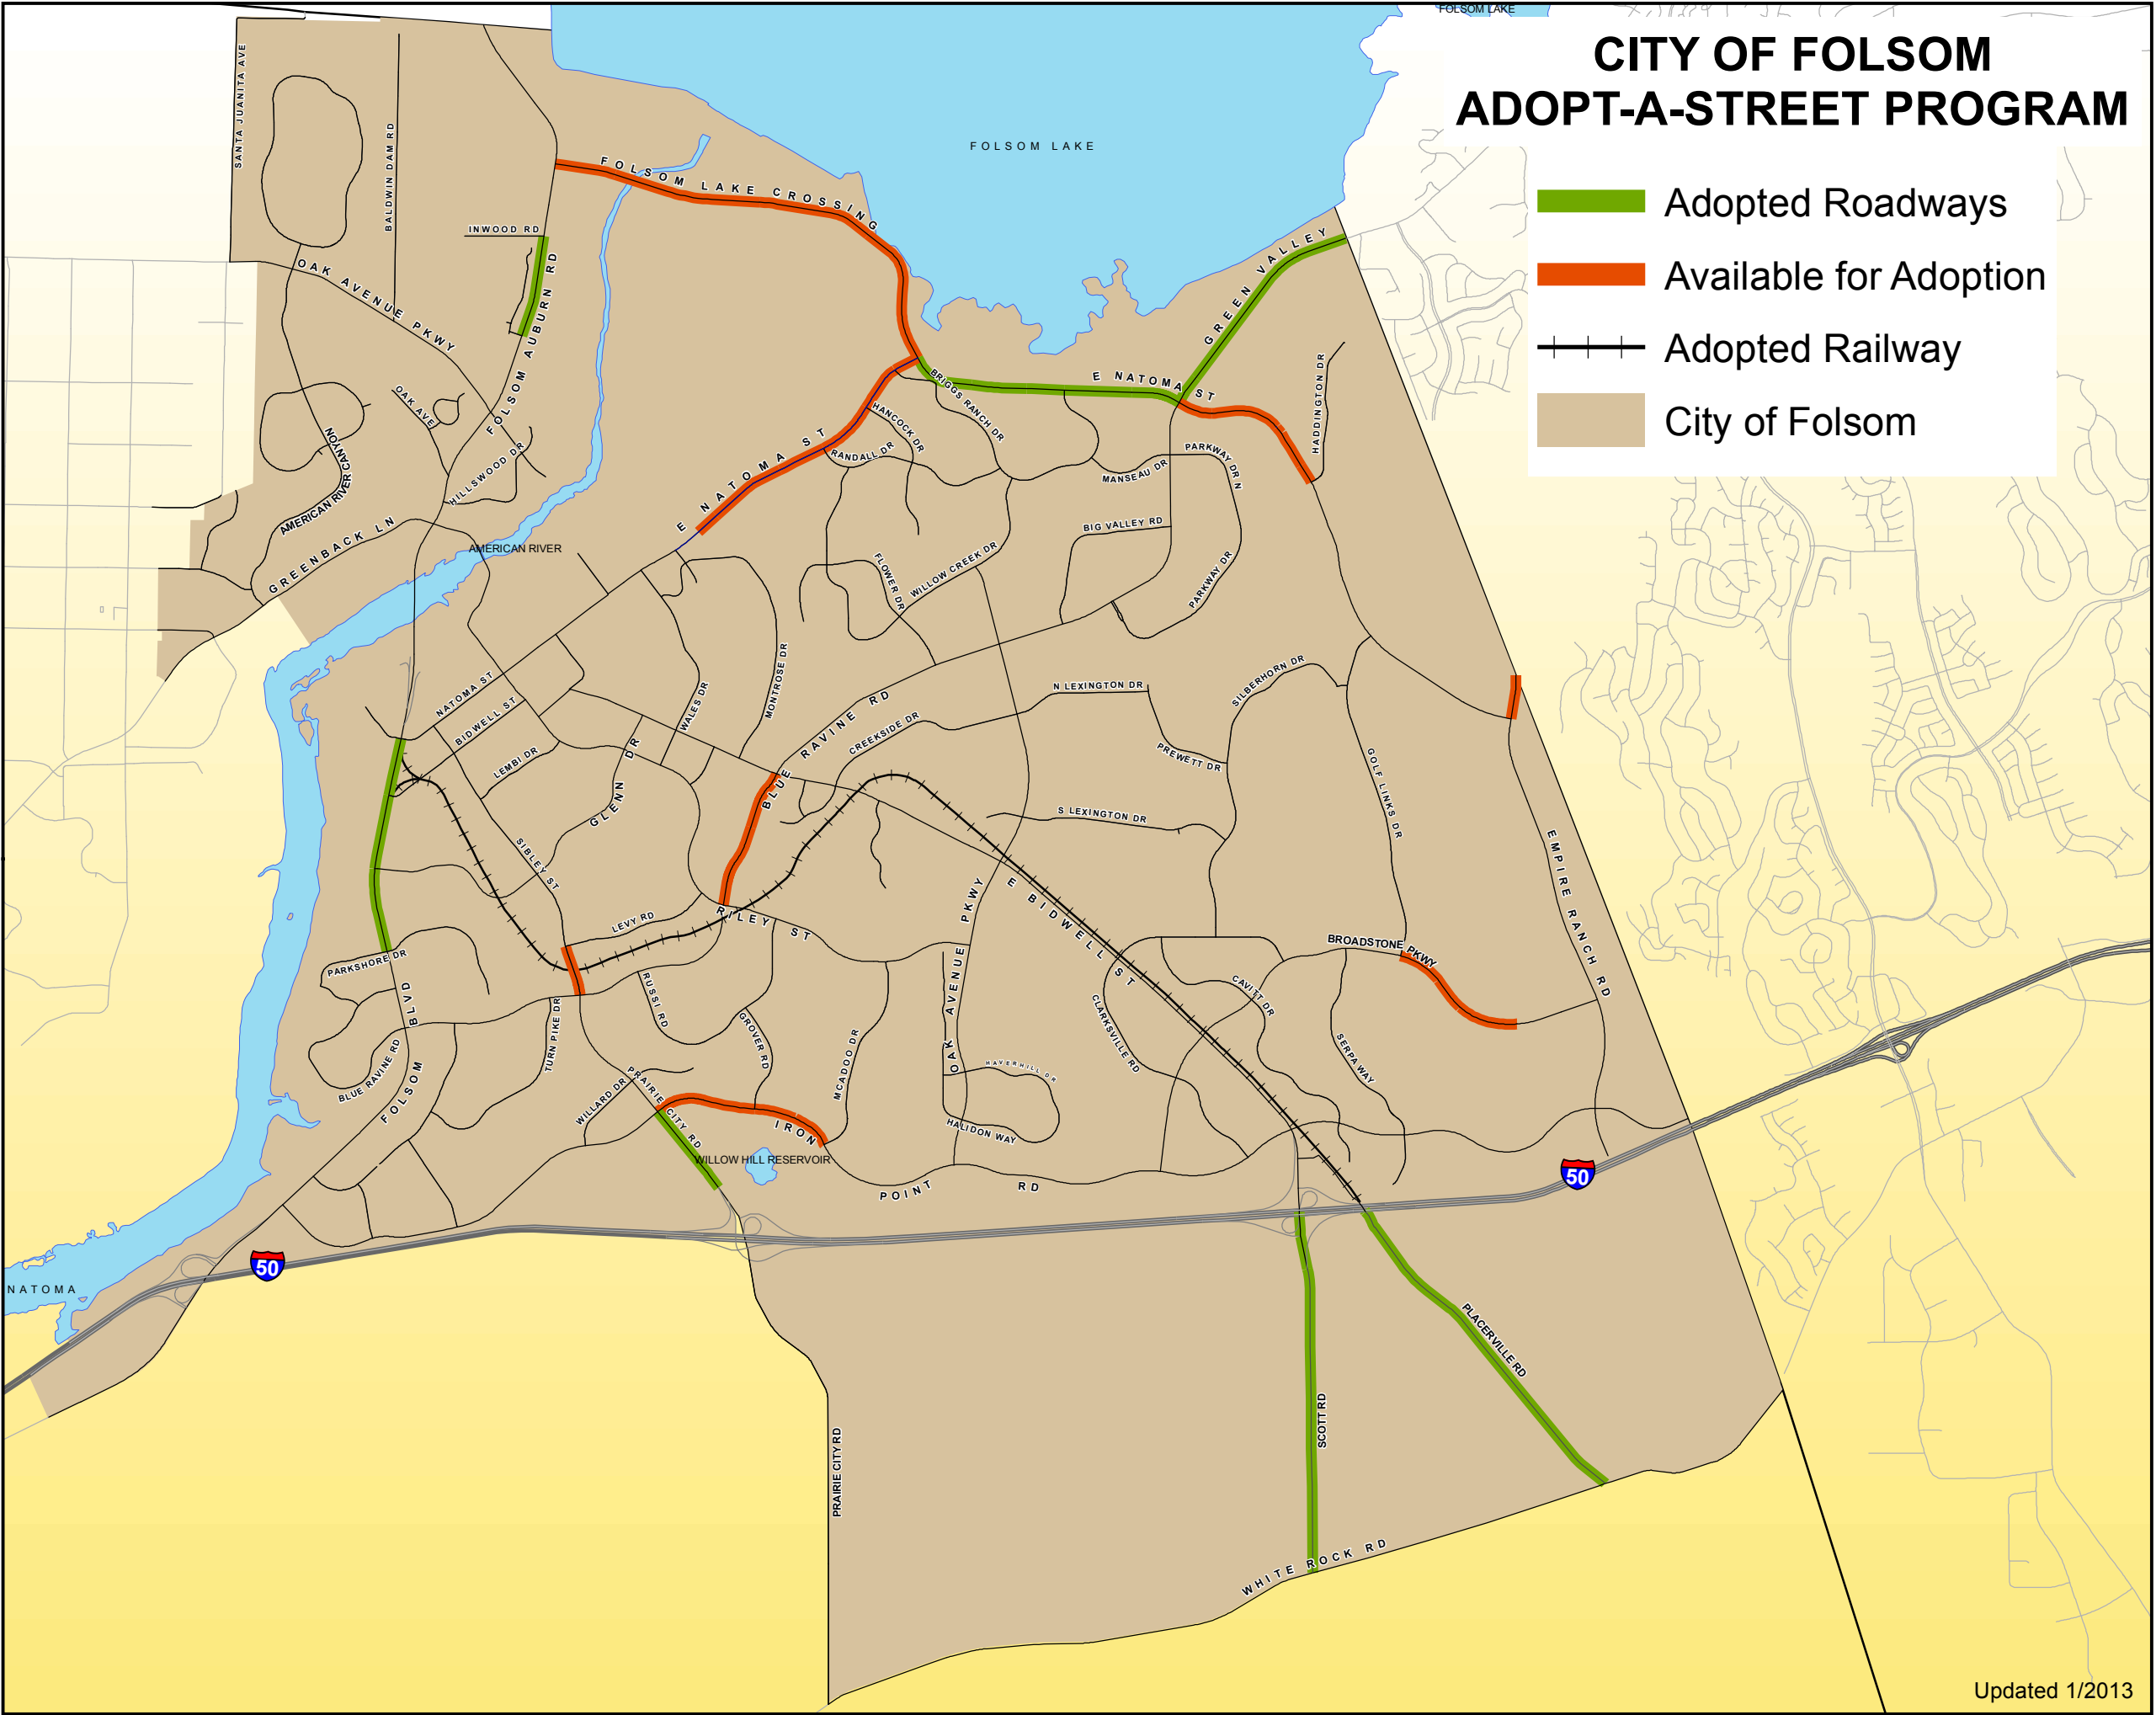 FOLSOM LAKE
CITY OF FOLSOM
ADOPT-A-STREET PROGRAM
Adopted Roadways
Available for Adoption
Adopted Railway
City of Folsom
SANTA JUANITA AVE
BALDWIN DAM RD
FOLSOM LAKE
FOLSOM LAKE CROSSING
INWOOD RD
OAK AVENUE PKWY
FOLSOM AUBURN RD
GREEN VALLEY
E NATOMA ST
BRIGGS RANCH DR
HADDINGTON DR
OAK AVE
HANCOCK DR
RANDALL DR
E NATOMA ST
AMERICAN RIVER CANYON
HILLSWOOD DR
MANSEAU DR
PARKWAY DR N
BIG VALLEY RD
GREENBACK LN
AMERICAN RIVER
FLOWER DR
WILLOW CREEK DR
PARKWAY DR
NATOMA ST
BIDWELL ST
LEMBI DR
GLENN DR
WALES DR
MONTROSE DR
BLUE RAVINE RD
CREEKSIDE DR
N LEXINGTON DR
SILBERHORN DR
PREWETT DR
GOLF LINKS DR
S LEXINGTON DR
SIBLEY ST
LEVY RD
RILEY ST
E BIDWELL ST
OAK AVENUE PKWY
EMPIRE RANCH RD
BROADSTONE PKWY
PARKSHORE DR
FOLSOM BLVD
BLUE RAVINE RD
TURN PIKE DR
RUSSI RD
GROVER RD
MCADOO DR
CLARKSVILLE RD
CAVITT DR
SERPA WAY
HAVERHILL DR
HALIDON WAY
WILLARD DR
PRAIRIE CITY RD
IRON POINT RD
WILLOW HILL RESERVOIR
50
50
NATOMA
PLACERVILLE RD
SCOTT RD
PRAIRIE CITY RD
WHITE ROCK RD
Updated 1/2013